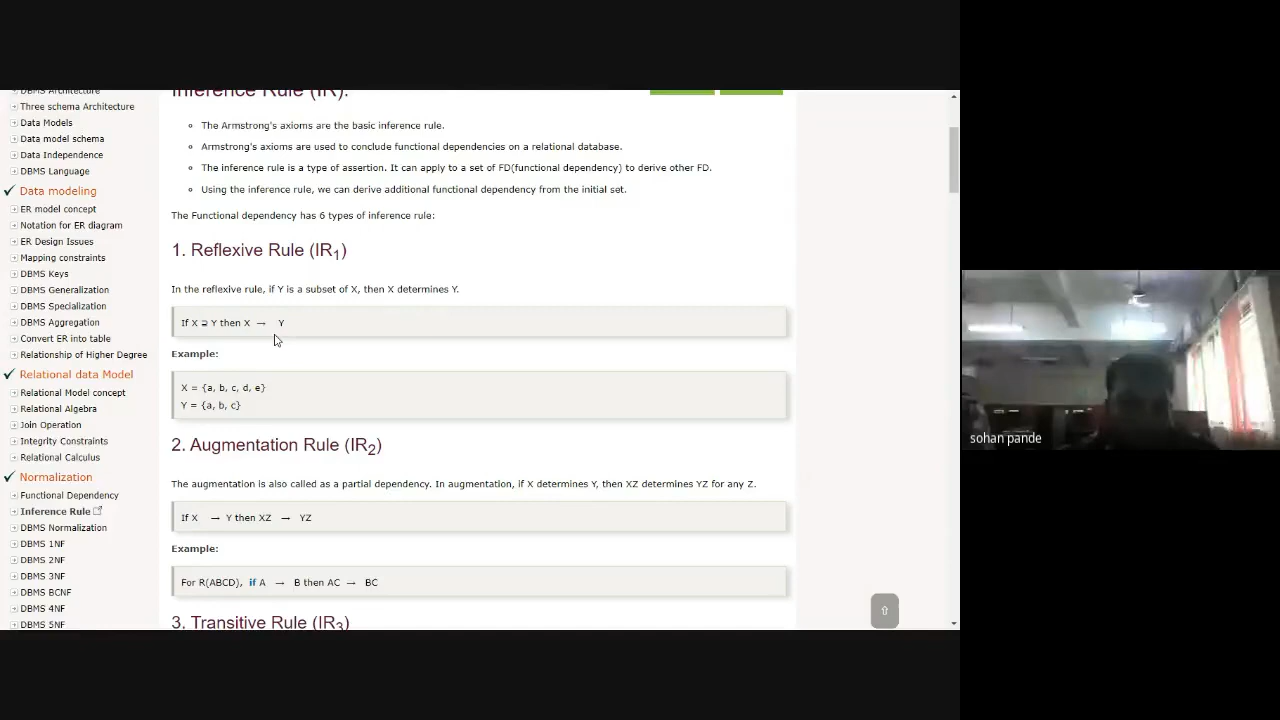 DBMS Architecture
Three schema Architecture
Data Models
Data model schema
Data Independence
DBMS Language
Data modeling
ER model concept
Notation for ER diagram
ER Design Issues
Mapping constraints
DBMS Keys
DBMS Generalization
DBMS Specialization
DBMS Aggregation
Convert ER into table
Relationship of Higher Degree
Relational data Model
Relational Model concept
Relational Algebra
Join Operation
Integrity Constraints
Relational Calculus
Normalization
Functional Dependency
Inference Rule
DBMS Normalization
DBMS 1NF
DBMS 2NF
DBMS 3NF
DBMS BCNF
DBMS 4NF
DBMS 5NF
Inference Rule (IR):
The Armstrong's axioms are the basic inference rule.
Armstrong's axioms are used to conclude functional dependencies on a relational database.
The inference rule is a type of assertion. It can apply to a set of FD(functional dependency) to derive other FD.
Using the inference rule, we can derive additional functional dependency from the initial set.
The Functional dependency has 6 types of inference rule:
1. Reflexive Rule (IR₁)
In the reflexive rule, if Y is a subset of X, then X determines Y.
If X ⊇ Y then X → Y
Example:
X = {a, b, c, d, e}
Y = {a, b, c}
2. Augmentation Rule (IR₂)
The augmentation is also called as a partial dependency. In augmentation, if X determines Y, then XZ determines YZ for any Z.
If X → Y then XZ → YZ
Example:
For R(ABCD), if A → B then AC → BC
3. Transitive Rule (IR₃)
sohan pande